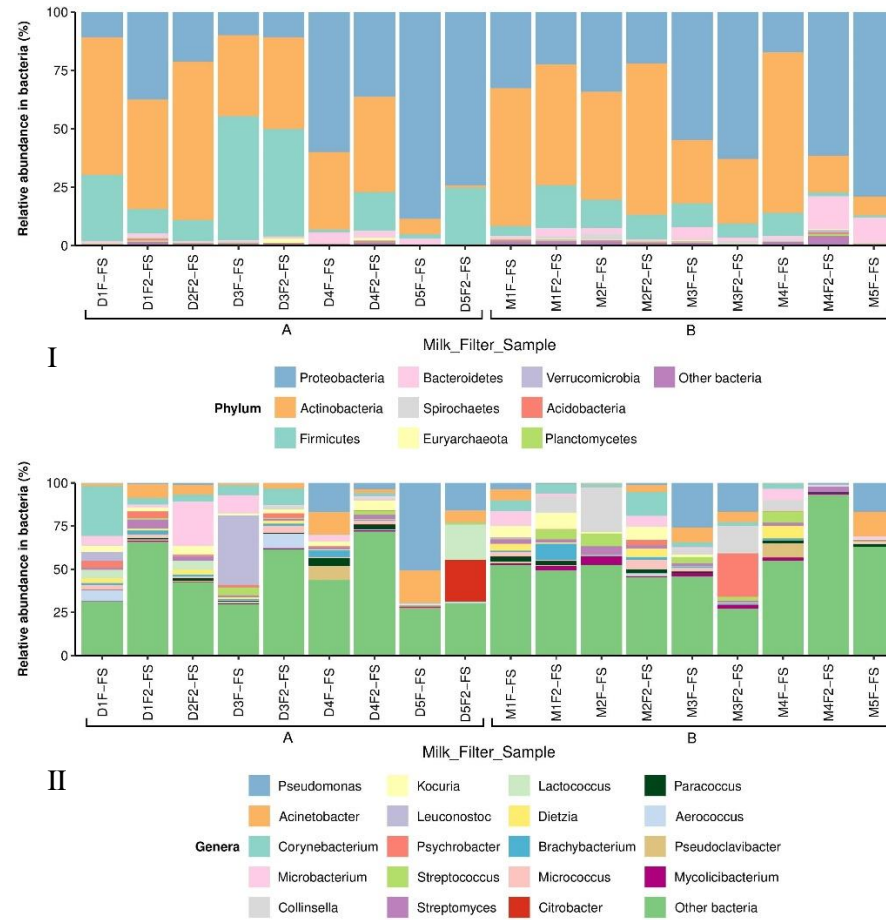 Relative abundance in bacteria (%)
100
75
50
25
0
D1F-FS D1F2-FS D2F2-FS D3F-FS D3F2-FS D4F-FS D4F2-FS D5F-FS D5F2-FS M1F-FS M1F2-FS M2F-FS M2F2-FS M3F-FS M3F2-FS M4F-FS M4F2-FS M5F-FS
A B
I
Milk_Filter_Sample
Proteobacteria Bacteroidetes Verrucomicrobia Other bacteria
Phylum Actinobacteria Spirochaetes Acidobacteria
Firmicutes Euryarchaeota Planctomycetes
Relative abundance in bacteria (%)
100
75
50
25
0
D1F-FS D1F2-FS D2F2-FS D3F-FS D3F2-FS D4F-FS D4F2-FS D5F-FS D5F2-FS M1F-FS M1F2-FS M2F-FS M2F2-FS M3F-FS M3F2-FS M4F-FS M4F2-FS M5F-FS
A B
Milk_Filter_Sample
II
Pseudomonas Kocuria Lactococcus Paracoccus
Acinetobacter Leuconostoc Dietzia Aerococcus
Genera Corynebacterium Psychrobacter Brachybacterium Pseudoclavibacter
Microbacterium Streptococcus Micrococcus Mycolicibacterium
Collinsella Streptomyces Citrobacter Other bacteria